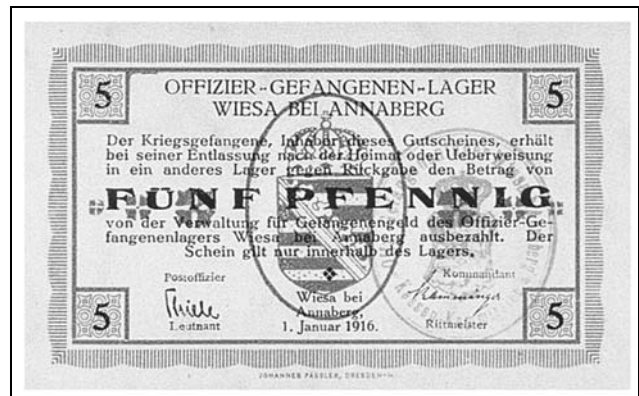 5 5
OFFIZIER-GEFANGENEN-LAGER
WIESA BEI ANNABERG
Der Kriegsgefangene, Inhaber dieses Gutscheines, erhält
bei seiner Entlassung nach der Heimat oder Ueberweisung
in ein anderes Lager gegen Rückgabe den Betrag von
FÜNF PFENNIG
von der Verwaltung für Gefangenengeld des Offizier-Ge-
fangenenlagers Wiesa bei Annaberg ausbezahlt. Der
Schein gilt nur innerhalb des Lagers.
Postoffizier Kommandant
Wiesa bei
Thiele Annaberg,
5 Leutnant 1. Januar 1916. Rittmeister 5
JOHANNES PÄSSLER, DRESDEN